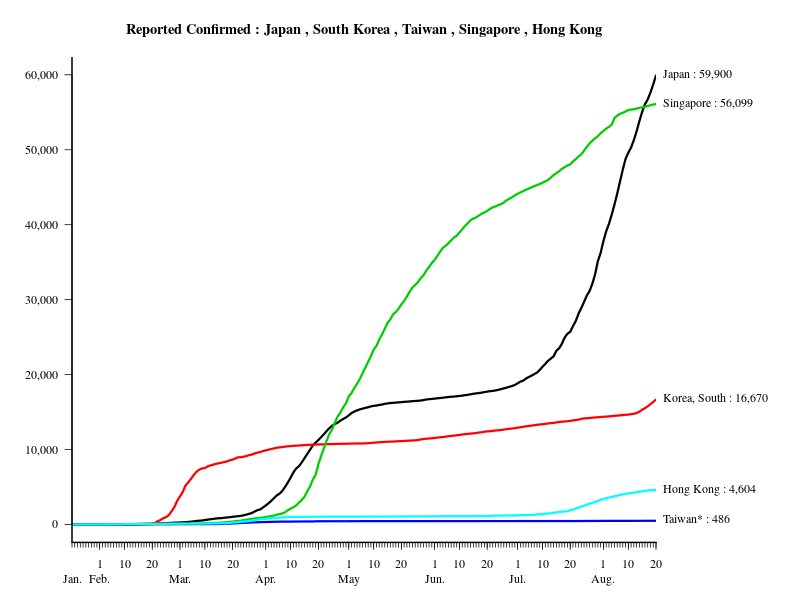 Reported Confirmed : Japan , South Korea , Taiwan , Singapore , Hong Kong
60,000
50,000
40,000
30,000
20,000
10,000
0
Japan : 59,900
Singapore : 56,099
Korea, South : 16,670
Hong Kong : 4,604
Taiwan* : 486
1 10 20 1 10 20 1 10 20 1 10 20 1 10 20 1 10 20 1 10 20
Jan. Feb. Mar. Apr. May Jun. Jul. Aug.